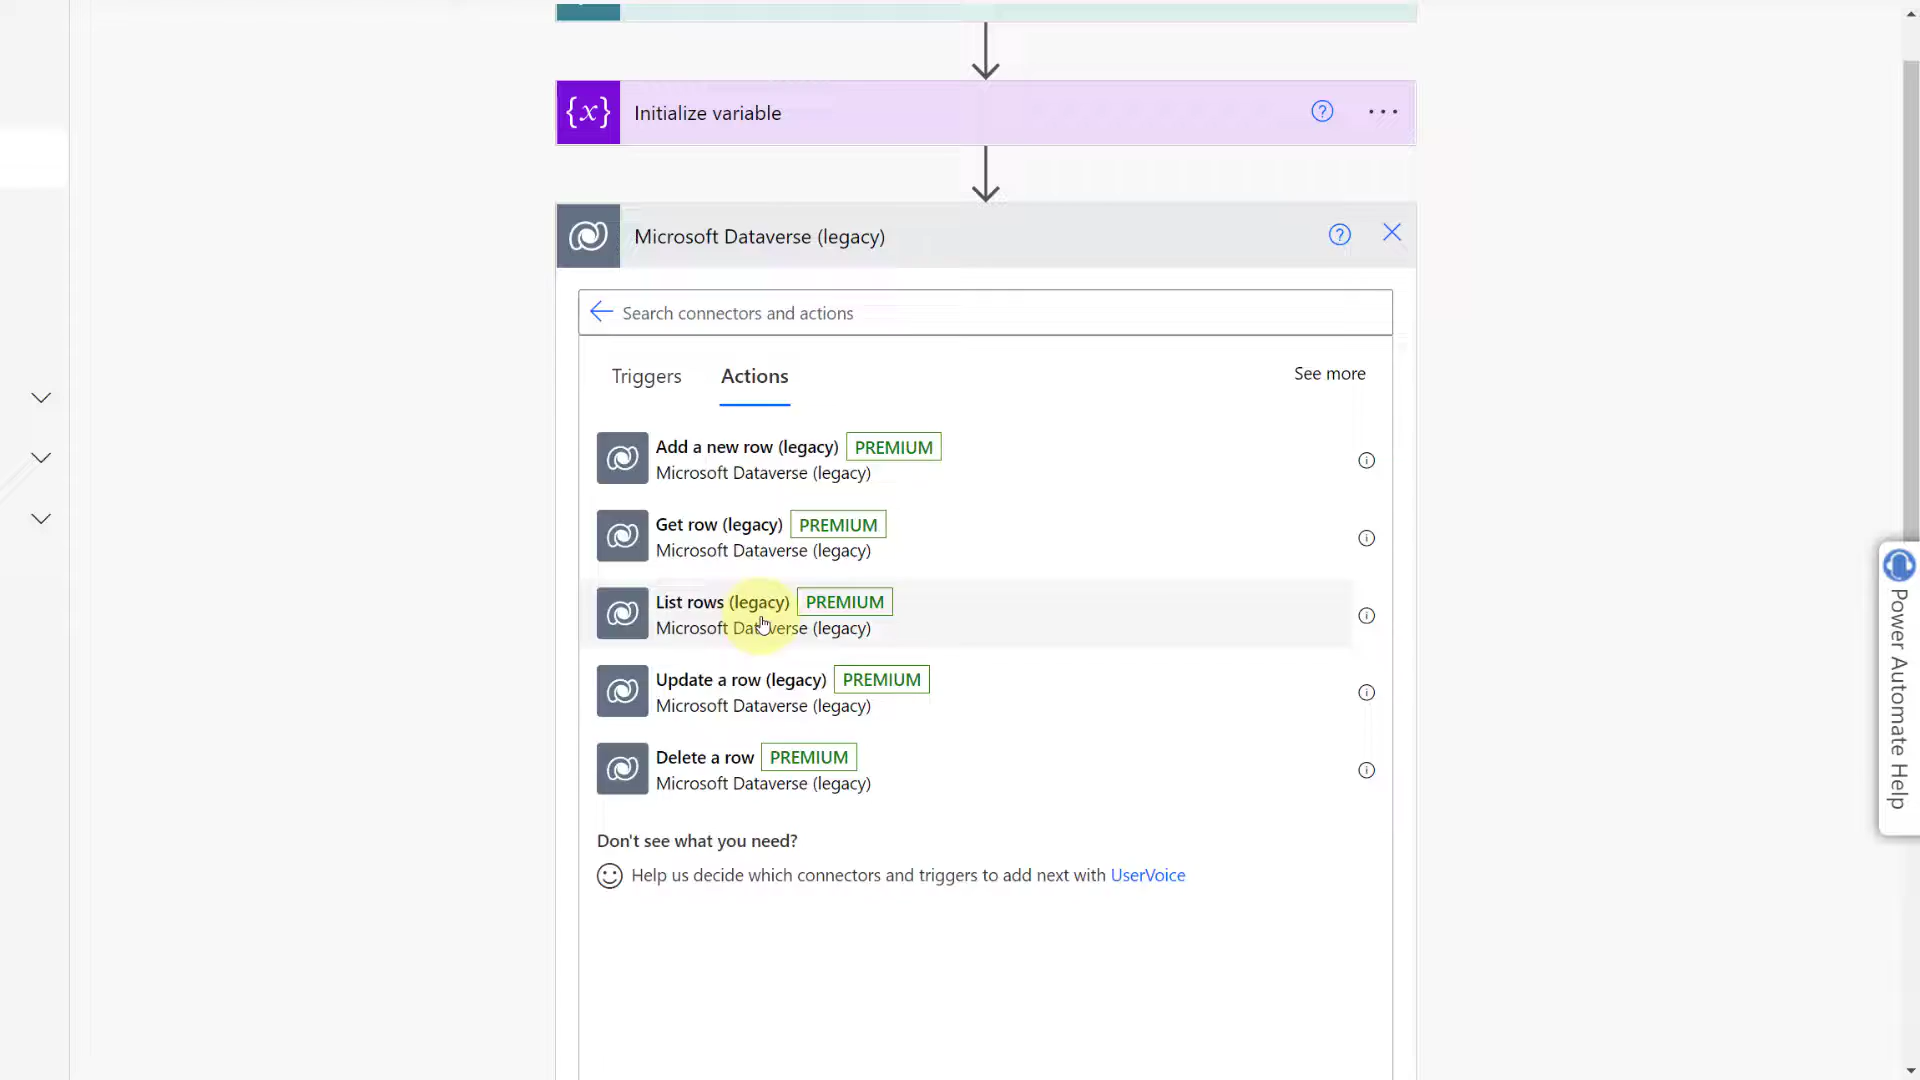 {x} Initialize variable
Microsoft Dataverse (legacy)
Search connectors and actions
Triggers Actions See more
Add a new row (legacy) PREMIUM
Microsoft Dataverse (legacy)
Get row (legacy) PREMIUM
Microsoft Dataverse (legacy)
List rows (legacy) PREMIUM
Microsoft Dataverse (legacy)
Update a row (legacy) PREMIUM
Microsoft Dataverse (legacy)
Delete a row PREMIUM
Microsoft Dataverse (legacy)
Don't see what you need?
Help us decide which connectors and triggers to add next with UserVoice
Power Automate Help